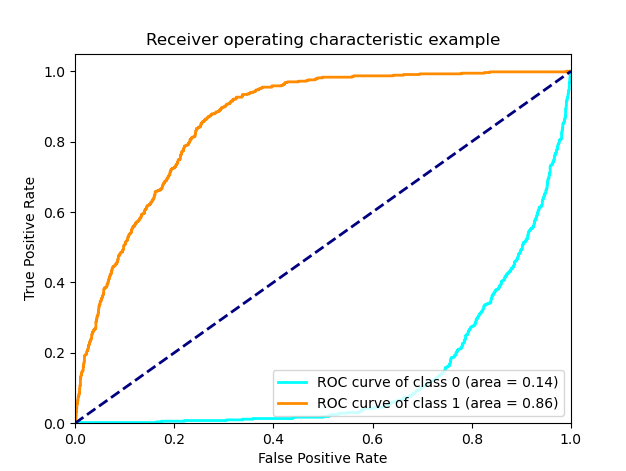 Receiver operating characteristic example
True Positive Rate
1.0
0.8
0.6
0.4
0.2
0.0
ROC curve of class 0 (area = 0.14)
ROC curve of class 1 (area = 0.86)
0.0 0.2 0.4 0.6 0.8 1.0
False Positive Rate